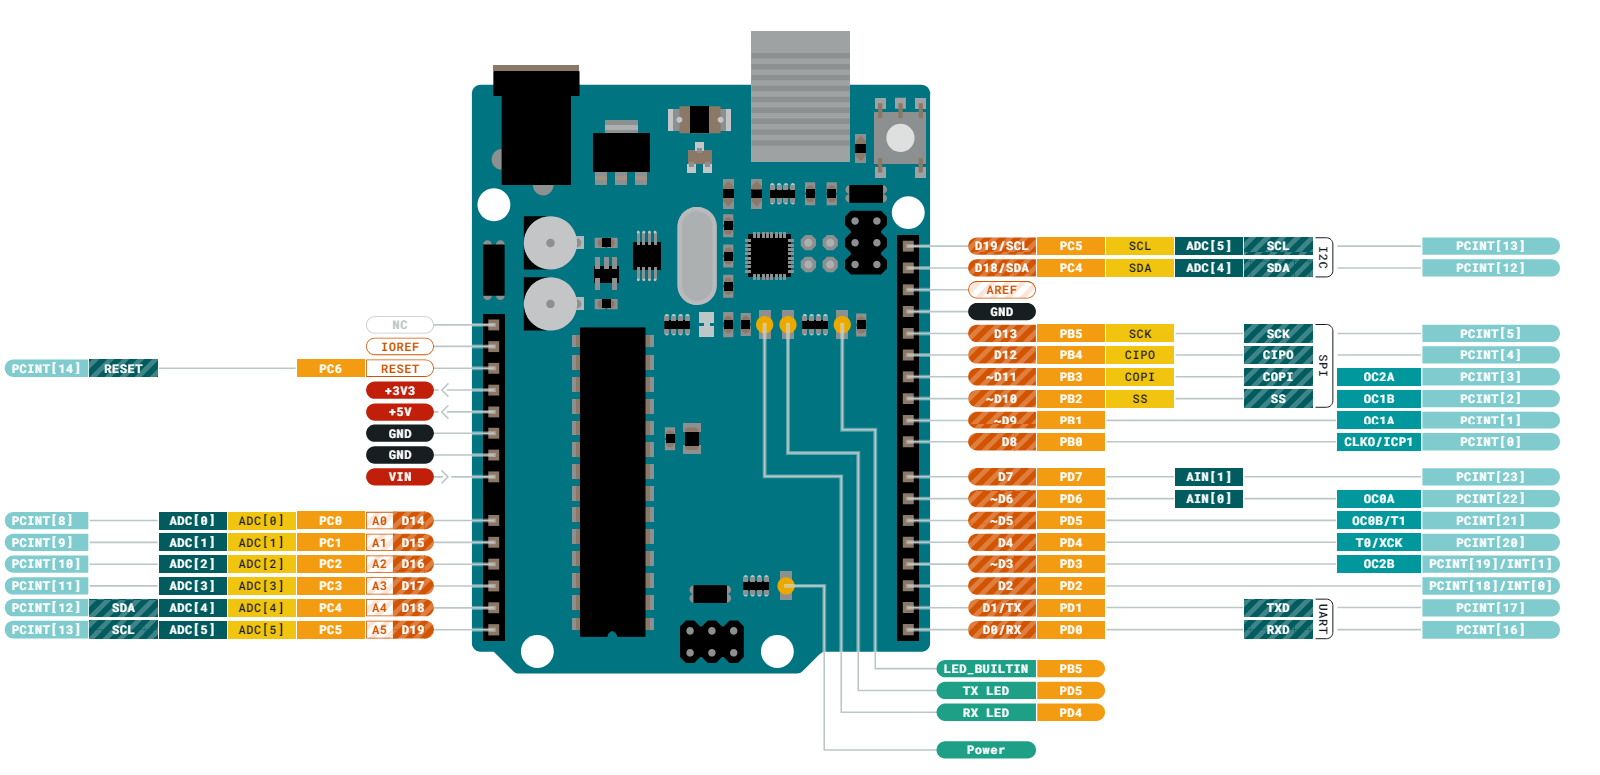 D19/SCL PC5 SCL ADC[5] SCL PCINT[13]
I2C
D18/SDA PC4 SDA ADC[4] SDA PCINT[12]
AREF
GND
D13 PB5 SCK SCK PCINT[5]
D12 PB4 CIPO CIPO PCINT[4]
SPI
~D11 PB3 COPI COPI OC2A PCINT[3]
~D10 PB2 SS SS OC1B PCINT[2]
~D9 PB1 OC1A PCINT[1]
D8 PB0 CLKO/ICP1 PCINT[0]
D7 PD7 AIN[1] PCINT[23]
~D6 PD6 AIN[0] OC0A PCINT[22]
~D5 PD5 OC0B/T1 PCINT[21]
D4 PD4 T0/XCK PCINT[20]
~D3 PD3 OC2B PCINT[19]/INT[1]
D2 PD2 PCINT[18]/INT[0]
D1/TX PD1 TXD PCINT[17]
UART
D0/RX PD0 RXD PCINT[16]
NC
IOREF
PCINT[14] RESET PC6 RESET
+3V3
+5V
GND
GND
VIN
PCINT[8] ADC[0] ADC[0] PC0 A0 D14
PCINT[9] ADC[1] ADC[1] PC1 A1 D15
PCINT[10] ADC[2] ADC[2] PC2 A2 D16
PCINT[11] ADC[3] ADC[3] PC3 A3 D17
PCINT[12] SDA ADC[4] ADC[4] PC4 A4 D18
PCINT[13] SCL ADC[5] ADC[5] PC5 A5 D19
LED_BUILTIN PB5
TX LED PD5
RX LED PD4
Power